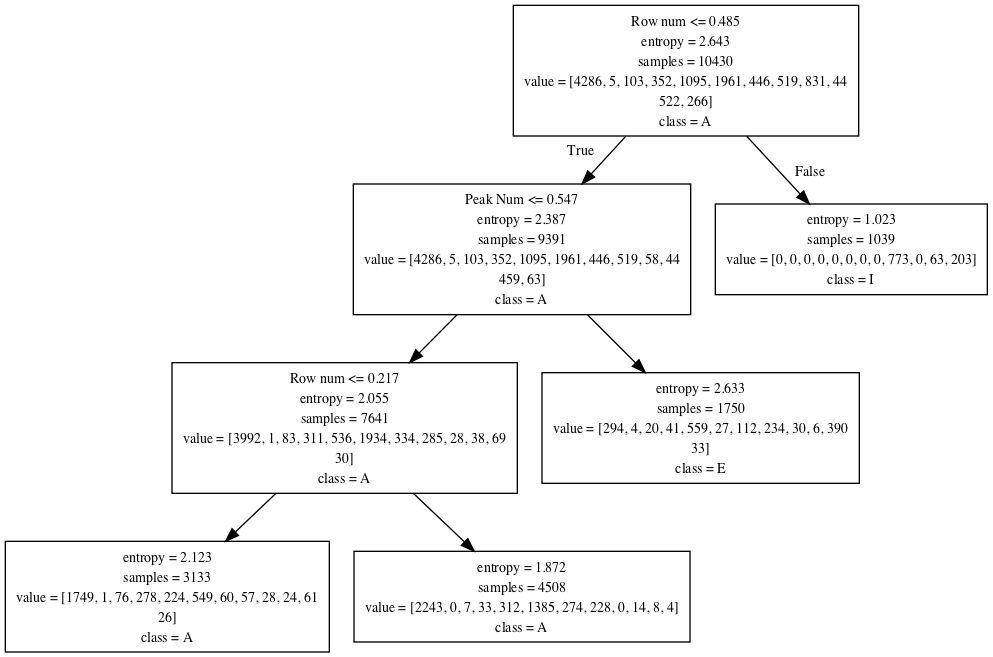 Row num <= 0.485
entropy = 2.643
samples = 10430
value = [4286, 5, 103, 352, 1095, 1961, 446, 519, 831, 44
522, 266]
class = A
True
False
Peak Num <= 0.547
entropy = 2.387
samples = 9391
value = [4286, 5, 103, 352, 1095, 1961, 446, 519, 58, 44
459, 63]
class = A
entropy = 1.023
samples = 1039
value = [0, 0, 0, 0, 0, 0, 0, 0, 773, 0, 63, 203]
class = I
Row num <= 0.217
entropy = 2.055
samples = 7641
value = [3992, 1, 83, 311, 536, 1934, 334, 285, 28, 38, 69
30]
class = A
entropy = 2.633
samples = 1750
value = [294, 4, 20, 41, 559, 27, 112, 234, 30, 6, 390
33]
class = E
entropy = 2.123
samples = 3133
value = [1749, 1, 76, 278, 224, 549, 60, 57, 28, 24, 61
26]
class = A
entropy = 1.872
samples = 4508
value = [2243, 0, 7, 33, 312, 1385, 274, 228, 0, 14, 8, 4]
class = A